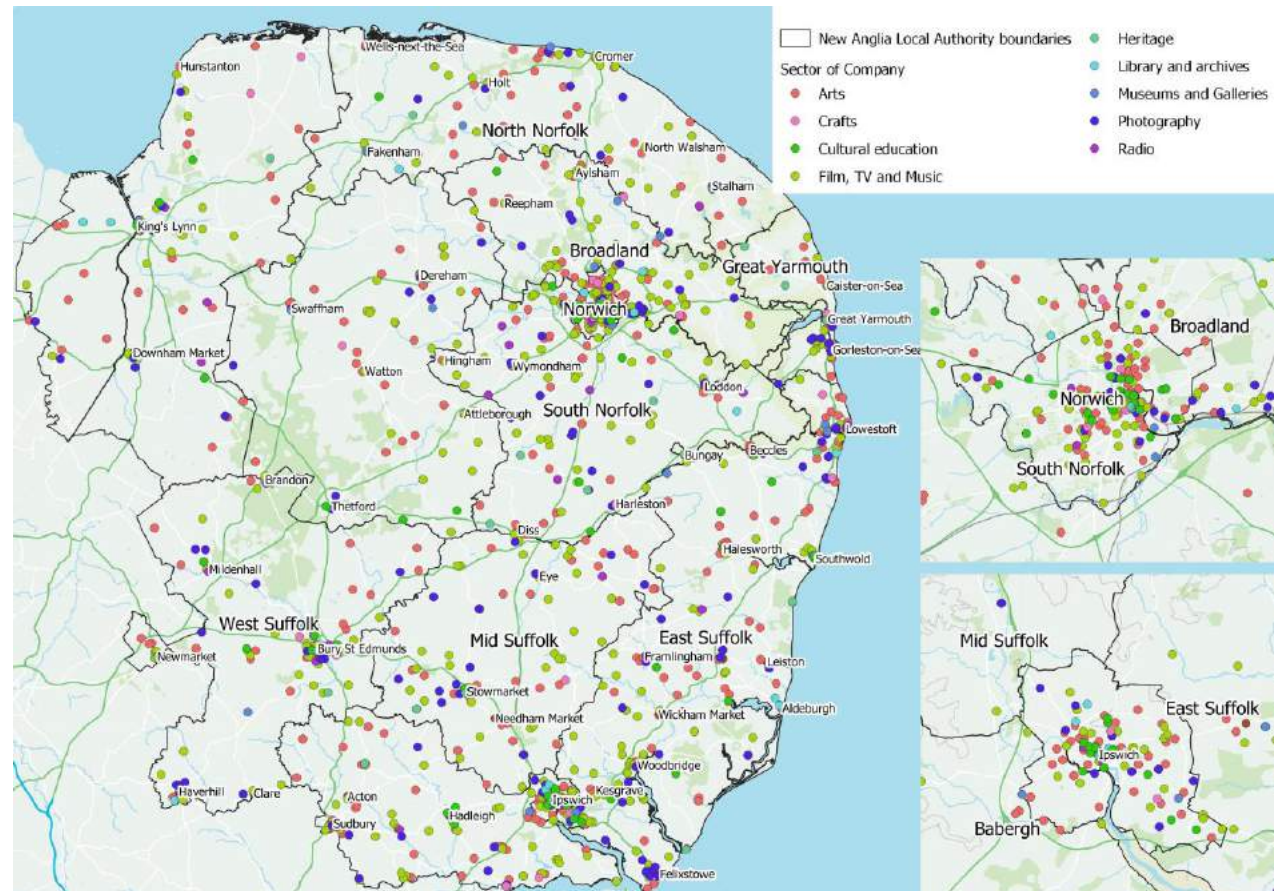 New Anglia Local Authority boundaries
Sector of Company
Arts
Crafts
Cultural education
Film, TV and Music
Heritage
Library and archives
Museums and Galleries
Photography
Radio
Wells-next-the-Sea
Hunstanton
Cromer
Holt
North Norfolk
Fakenham
North Walsham
Aylsham
Stalham
Reepham
King's Lynn
Broadland
Great Yarmouth
Dereham
Caister-on-Sea
Swaffham
Norwich
Great Yarmouth
Downham Market
Hingham
Wymondham
Gorleston-on-Sea
Watton
Loddon
Attleborough
South Norfolk
Lowestoft
Bungay
Beccles
Brandon
Thetford
Harleston
Diss
Halesworth
Southwold
Mildenhall
Eye
West Suffolk
Mid Suffolk
East Suffolk
Bury St Edmunds
Newmarket
Framlingham
Leiston
Stowmarket
Needham Market
Wickham Market
Aldeburgh
Woodbridge
Haverhill
Clare
Acton
Ipswich
Kesgrave
Sudbury
Hadleigh
Felixstowe
Broadland
Norwich
South Norfolk
Mid Suffolk
East Suffolk
Ipswich
Babergh